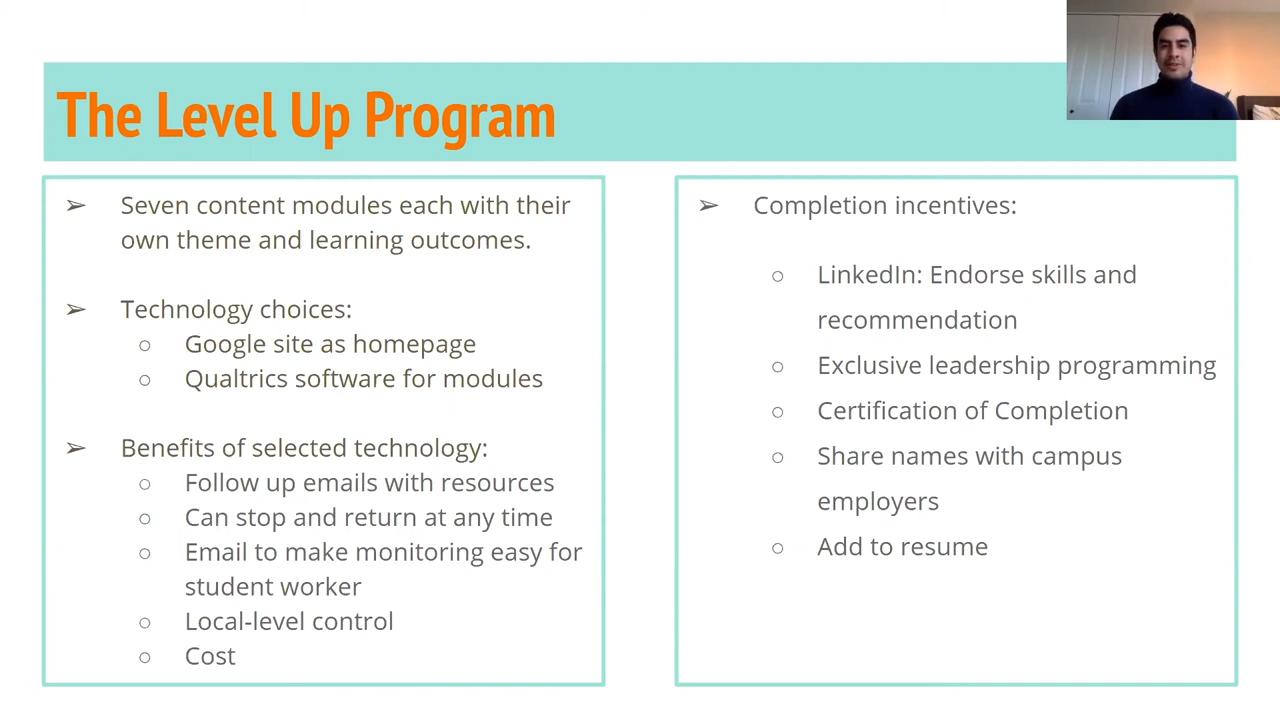 The Level Up Program
➢ Seven content modules each with their
own theme and learning outcomes.
➢ Technology choices:
○ Google site as homepage
○ Qualtrics software for modules
➢ Benefits of selected technology:
○ Follow up emails with resources
○ Can stop and return at any time
○ Email to make monitoring easy for
student worker
○ Local-level control
○ Cost
➢ Completion incentives:
○ LinkedIn: Endorse skills and
recommendation
○ Exclusive leadership programming
○ Certification of Completion
○ Share names with campus
employers
○ Add to resume